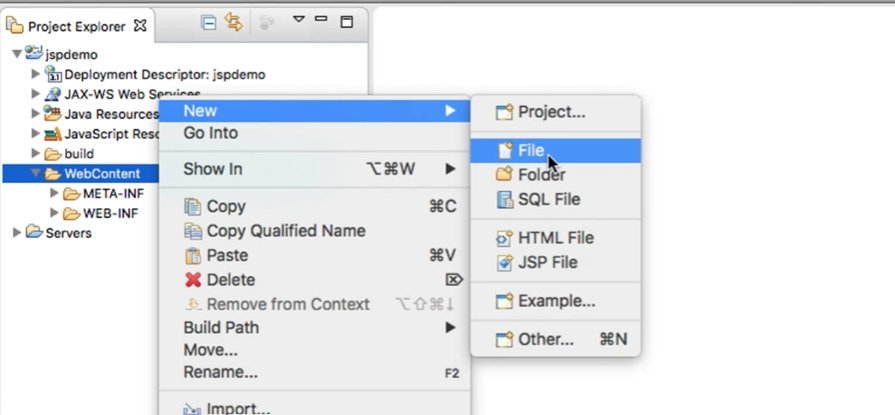 Project Explorer
jspdemo
Deployment Descriptor: jspdemo
JAX-WS Web Services
Java Resources
JavaScript Reso
build
WebContent
META-INF
WEB-INF
Servers
New
Go Into
Show In ⌥⌘W
Copy ⌘C
Copy Qualified Name
Paste ⌘V
Delete ⌦
Remove from Context ⌥⇧⌘↓
Build Path
Move...
Rename... F2
Import...
Project...
File
Folder
SQL File
HTML File
JSP File
Example...
Other... ⌘N